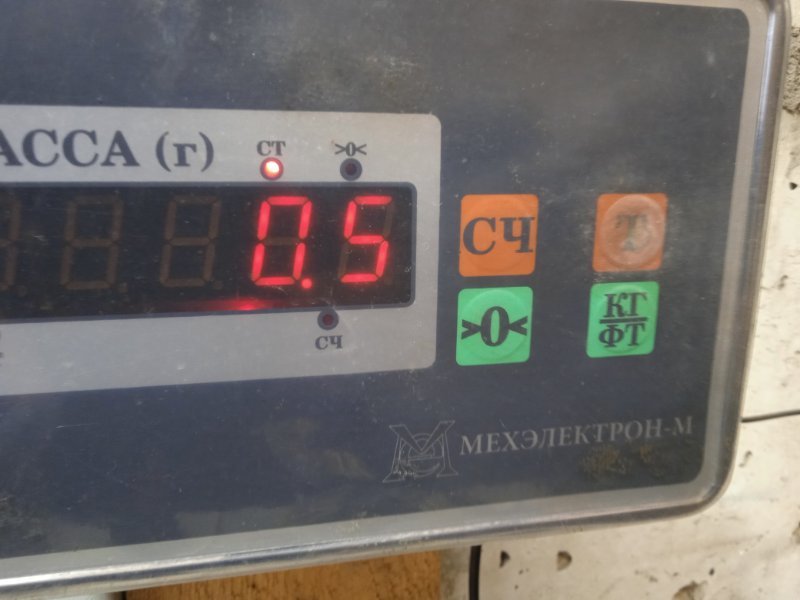 АССА (г)
СТ >0<
0.5
СЧ
СЧ Т
>0< КГ
ФТ
МЕХЭЛЕКТРОН-М